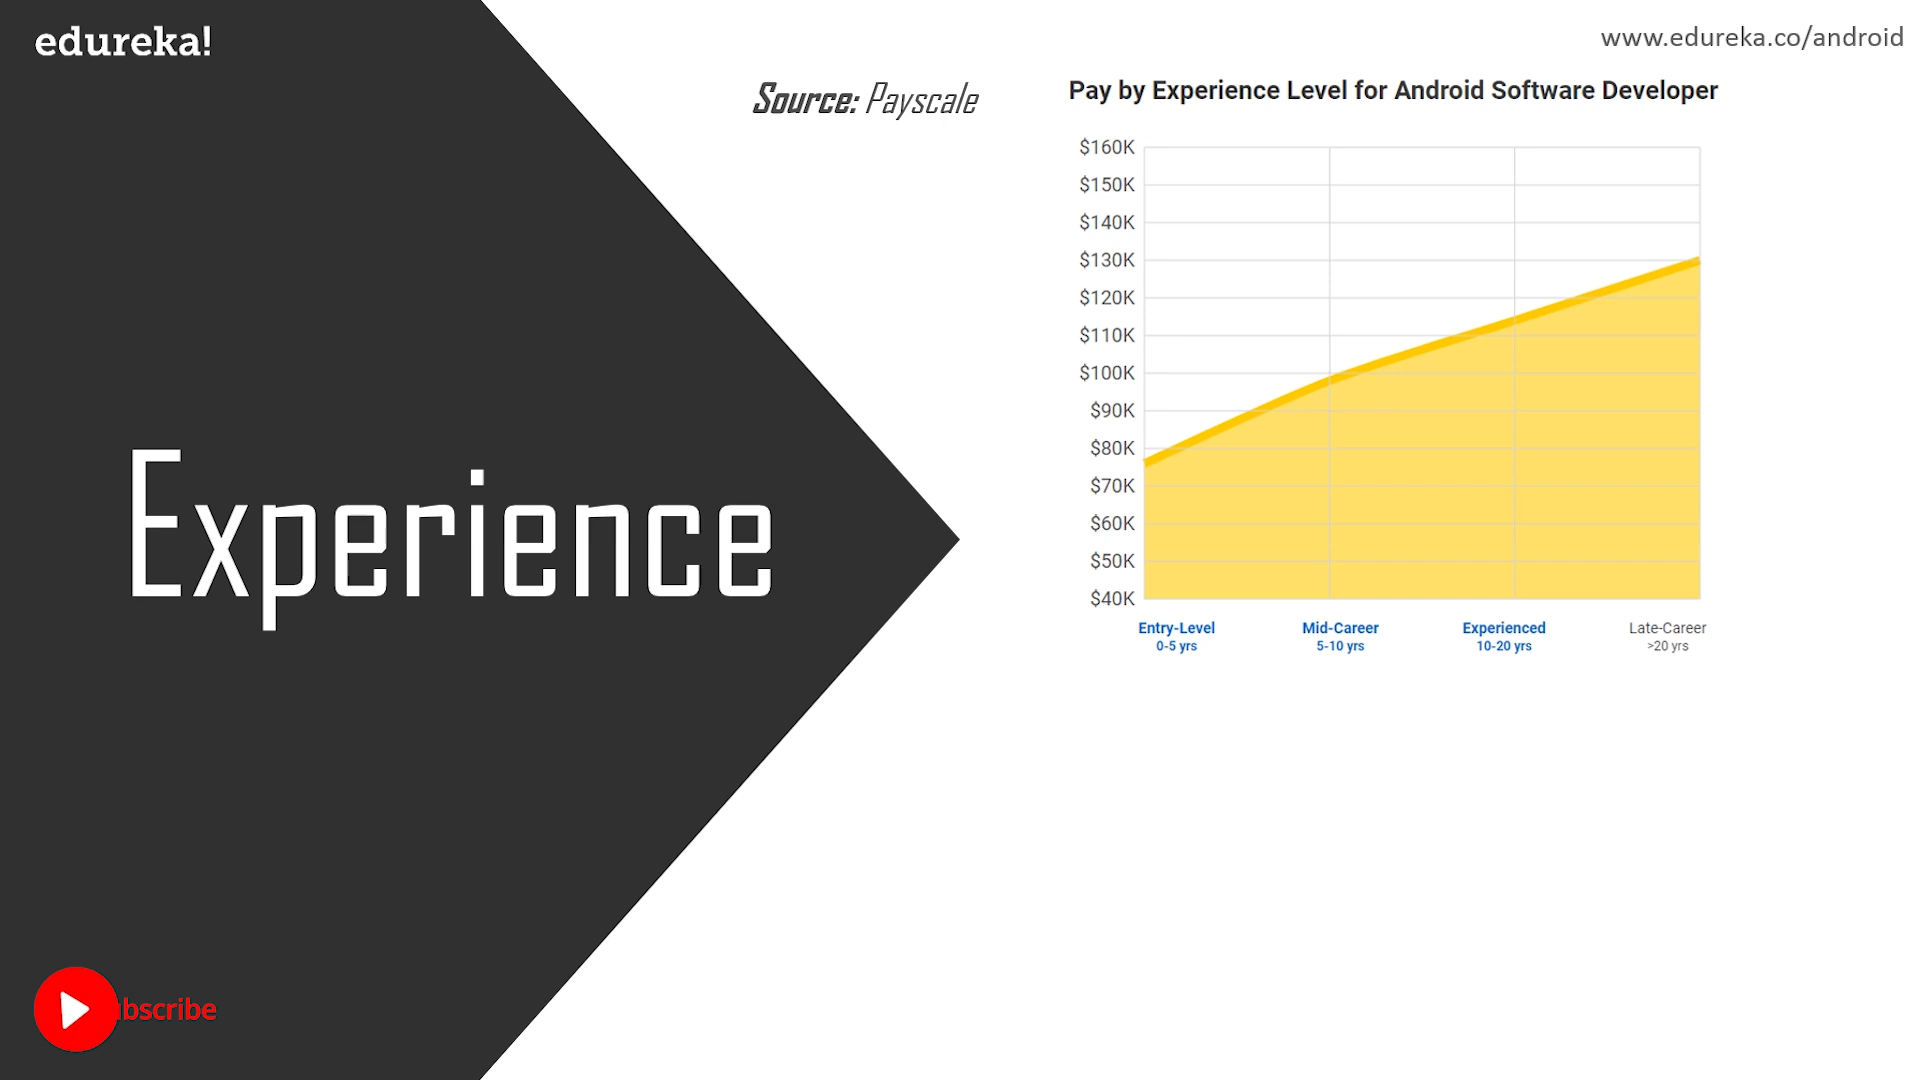 edureka!
www.edureka.co/android
Source: Payscale
Pay by Experience Level for Android Software Developer
$160K
$150K
$140K
$130K
$120K
$110K
$100K
$90K
$80K
$70K
$60K
$50K
$40K
Entry-Level
0-5 yrs
Mid-Career
5-10 yrs
Experienced
10-20 yrs
Late-Career
>20 yrs
Experience
ubscribe